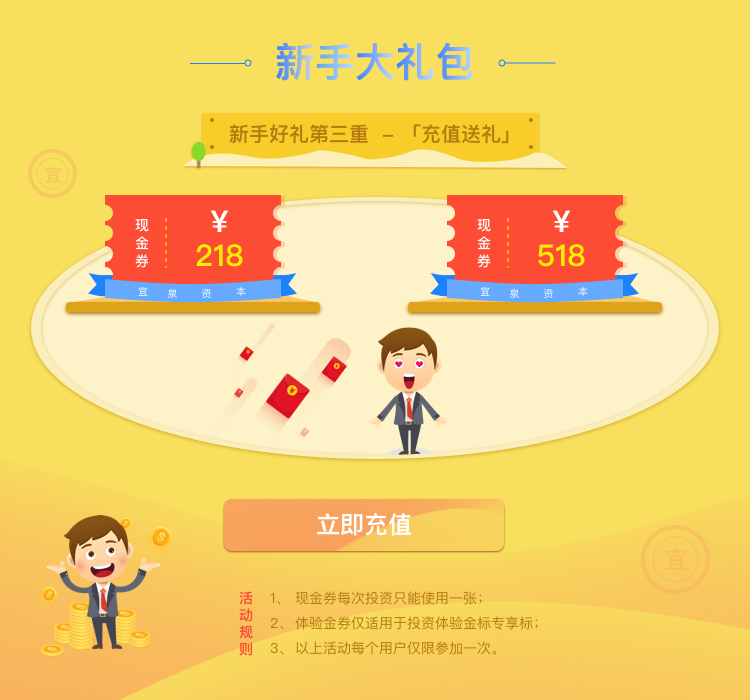 新手大礼包
新手好礼第三重 - 「充值送礼」
宜
现金券
¥
218
宜泉资本
现金券
¥
518
宜泉资本
立即充值
宜
活动规则
1、 现金券每次投资只能使用一张;
2、 体验金券仅适用于投资体验金标专享标;
3、 以上活动每个用户仅限参加一次。